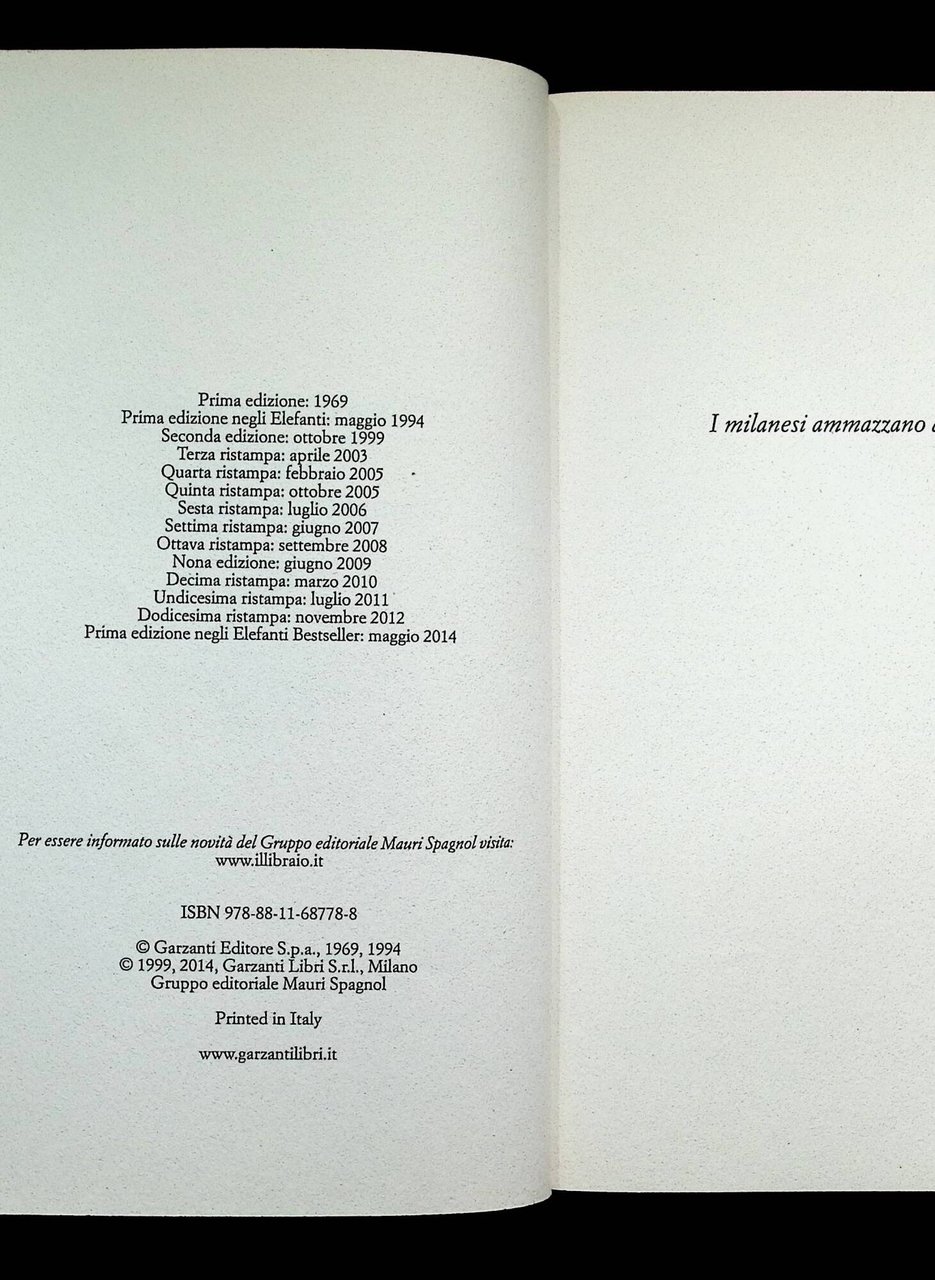 Prima edizione: 1969
Prima edizione negli Elefanti: maggio 1994
Seconda edizione: ottobre 1999
Terza ristampa: aprile 2003
Quarta ristampa: febbraio 2005
Quinta ristampa: ottobre 2005
Sesta ristampa: luglio 2006
Settima ristampa: giugno 2007
Ottava ristampa: settembre 2008
Nona edizione: giugno 2009
Decima ristampa: marzo 2010
Undicesima ristampa: luglio 2011
Dodicesima ristampa: novembre 2012
Prima edizione negli Elefanti Bestseller: maggio 2014
Per essere informato sulle novità del Gruppo editoriale Mauri Spagnol visita:
www.illibraio.it
ISBN 978-88-11-68778-8
© Garzanti Editore S.p.a., 1969, 1994
© 1999, 2014, Garzanti Libri S.r.l., Milano
Gruppo editoriale Mauri Spagnol
Printed in Italy
www.garzantilibri.it
I milanesi ammazzano